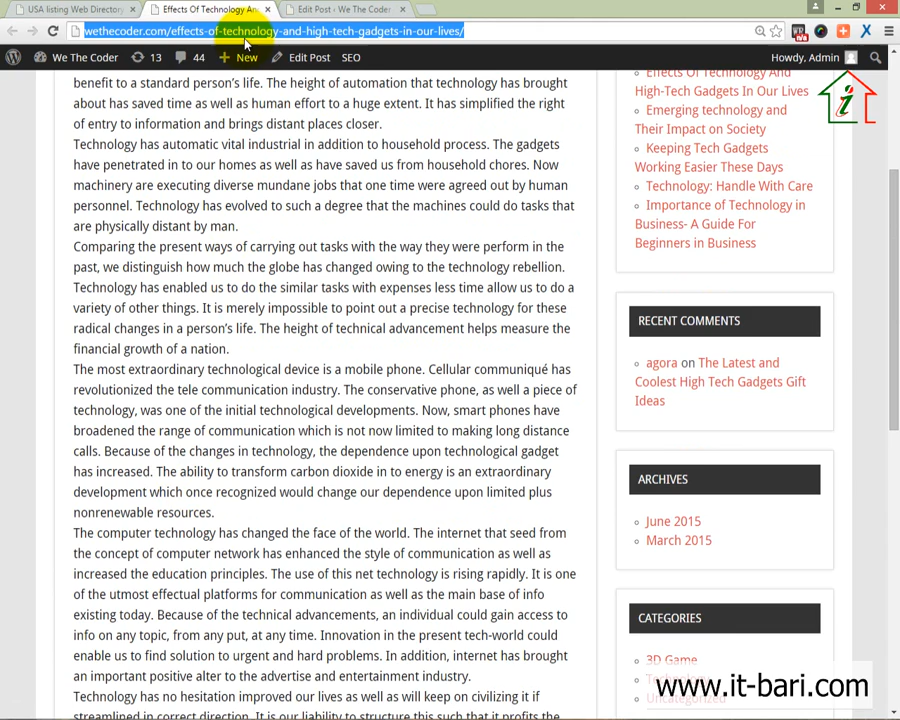 USA listing Web Directory
Effects Of Technology An
Edit Post ‹ We The Coder
wethecoder.com/effects-of-technology-and-high-tech-gadgets-in-our-lives/
We The Coder 13 44 + New Edit Post SEO Howdy, Admin
benefit to a standard person's life. The height of automation that technology has brought
about has saved time as well as human effort to a huge extent. It has simplified the right
of entry to information and brings distant places closer.
Technology has automatic vital industrial in addition to household process. The gadgets
have penetrated in to our homes as well as have saved us from household chores. Now
machinery are executing diverse mundane jobs that one time were agreed out by human
personnel. Technology has evolved to such a degree that the machines could do tasks that
are physically distant by man.
Comparing the present ways of carrying out tasks with the way they were perform in the
past, we distinguish how much the globe has changed owing to the technology rebellion.
Technology has enabled us to do the similar tasks with expenses less time allow us to do a
variety of other things. It is merely impossible to point out a precise technology for these
radical changes in a person's life. The height of technical advancement helps measure the
financial growth of a nation.
The most extraordinary technological device is a mobile phone. Cellular communiqué has
revolutionized the tele communication industry. The conservative phone, as well a piece of
technology, was one of the initial technological developments. Now, smart phones have
broadened the range of communication which is not now limited to making long distance
calls. Because of the changes in technology, the dependence upon technological gadget
has increased. The ability to transform carbon dioxide in to energy is an extraordinary
development which once recognized would change our dependence upon limited plus
nonrenewable resources.
The computer technology has changed the face of the world. The internet that seed from
the concept of computer network has enhanced the style of communication as well as
increased the education principles. The use of this net technology is rising rapidly. It is one
of the utmost effectual platforms for communication as well as the main base of info
existing today. Because of the technical advancements, an individual could gain access to
info on any topic, from any put, at any time. Innovation in the present tech-world could
enable us to find solution to urgent and hard problems. In addition, internet has brought
an important positive alter to the advertise and entertainment industry.
Technology has no hesitation improved our lives as well as will keep on civilizing it if
streamlined in correct direction. It is our liability to structure this such that it profits the
Effects Of Technology And
High-Tech Gadgets In Our Lives
Emerging technology and
Their Impact on Society
Keeping Tech Gadgets
Working Easier These Days
Technology: Handle With Care
Importance of Technology in
Business- A Guide For
Beginners in Business
RECENT COMMENTS
agora on The Latest and
Coolest High Tech Gadgets Gift
Ideas
ARCHIVES
June 2015
March 2015
CATEGORIES
3D Game
Technology
Uncategorized
www.it-bari.com